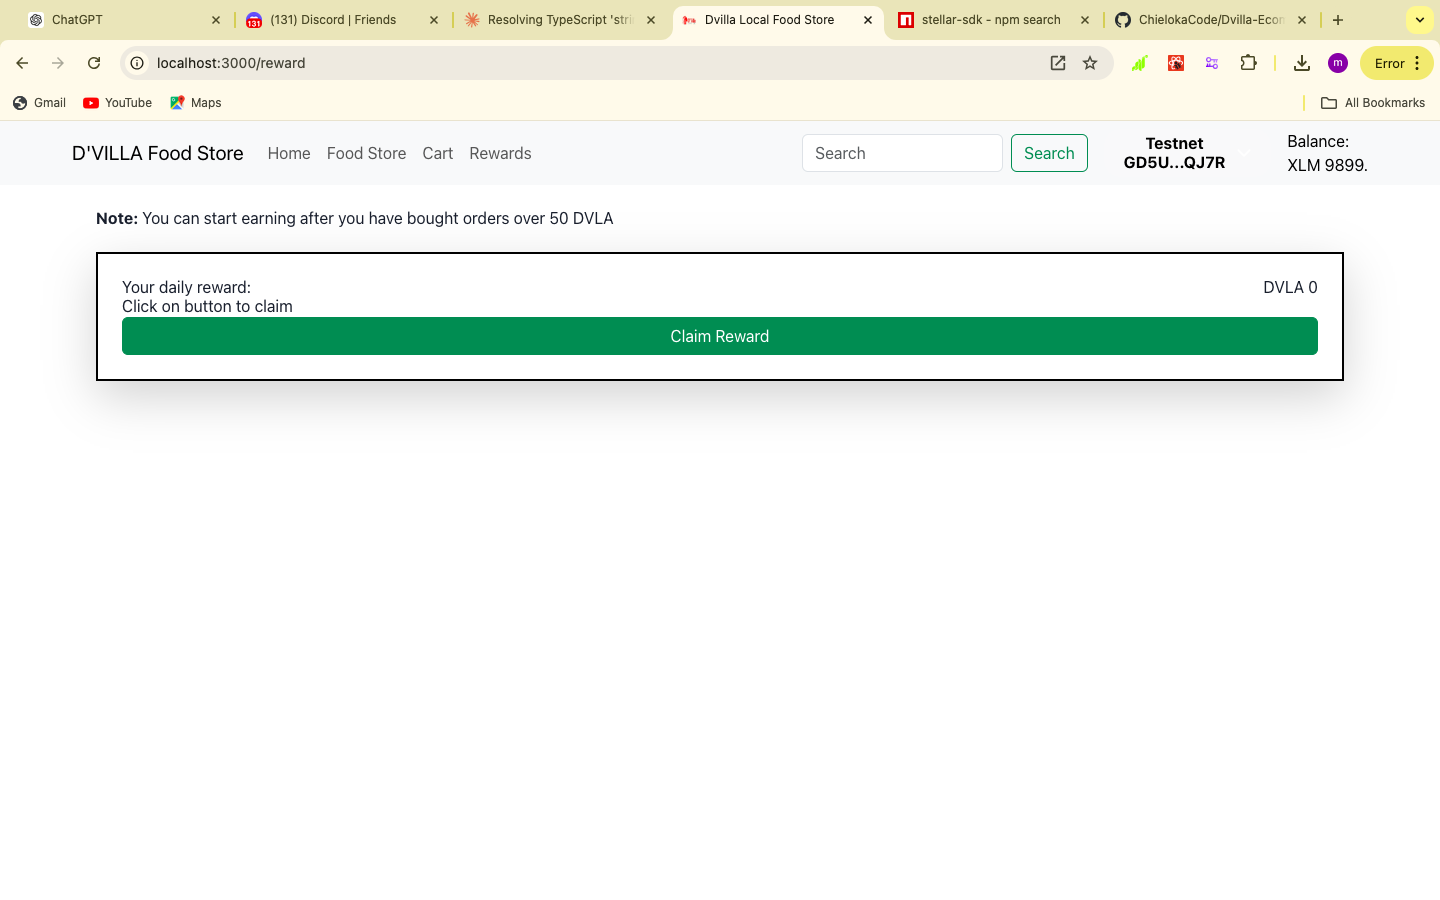 ChatGPT
(131) Discord | Friends
Resolving TypeScript 'stri
Dvilla Local Food Store
stellar-sdk - npm search
ChielokaCode/Dvilla-Econ
131
localhost:3000/reward
m
Error
Gmail
YouTube
Maps
All Bookmarks
D'VILLA Food Store
Home
Food Store
Cart
Rewards
Search
Search
Testnet
GD5U...QJ7R
Balance:
XLM 9899.
Note: You can start earning after you have bought orders over 50 DVLA
Your daily reward:
DVLA 0
Click on button to claim
Claim Reward